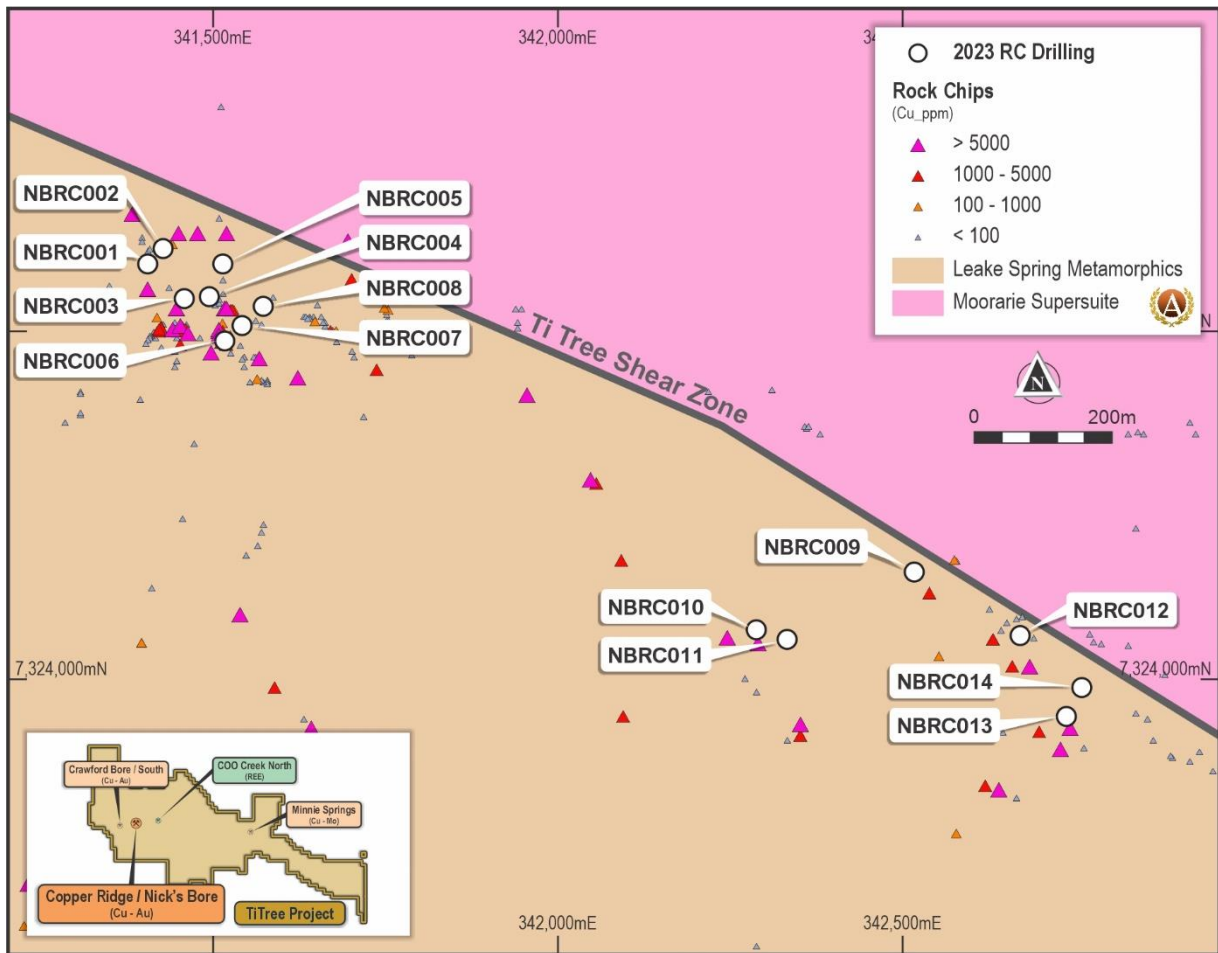 341,500mE
342,000mE
2023 RC Drilling
Rock Chips
(Cu_ppm)
> 5000
1000 - 5000
100 - 1000
< 100
Leake Spring Metamorphics
Moorarie Supersuite
A
N
0
200m
NBRC002
NBRC005
NBRC001
NBRC004
NBRC003
NBRC008
NBRC006
NBRC007
Ti Tree Shear Zone
NBRC009
NBRC010
NBRC012
NBRC011
7,324,000mN
7,324,000mN
NBRC014
NBRC013
Crawford Bore / South
(Cu - Au)
COO Creek North
(REE)
Minnie Springs
(Cu - Mo)
Copper Ridge / Nick's Bore
(Cu - Au)
TiTree Project
342,000mE
342,500mE